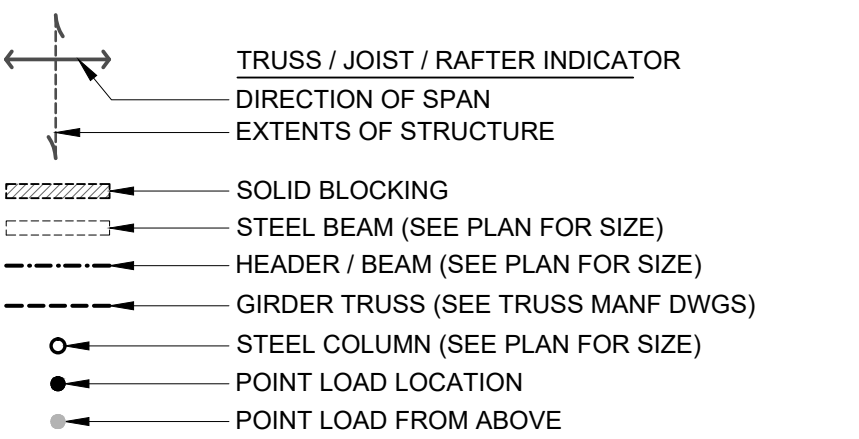 TRUSS / JOIST / RAFTER INDICATOR
DIRECTION OF SPAN
EXTENTS OF STRUCTURE
SOLID BLOCKING
STEEL BEAM (SEE PLAN FOR SIZE)
HEADER / BEAM (SEE PLAN FOR SIZE)
GIRDER TRUSS (SEE TRUSS MANF DWGS)
STEEL COLUMN (SEE PLAN FOR SIZE)
POINT LOAD LOCATION
POINT LOAD FROM ABOVE